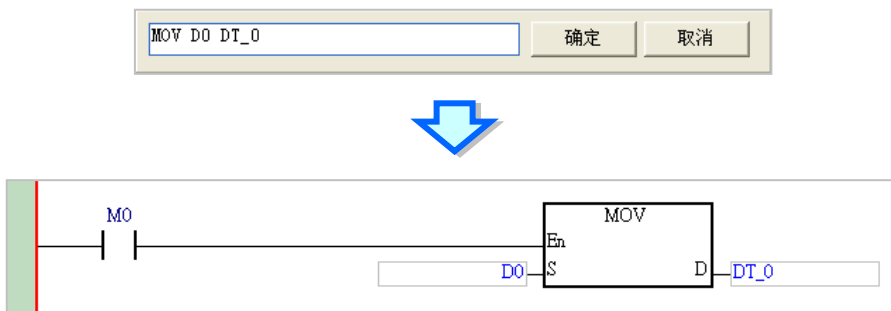 MOV D0 DT_0
确定
取消
M0
MOV
En
D0 S D DT_0